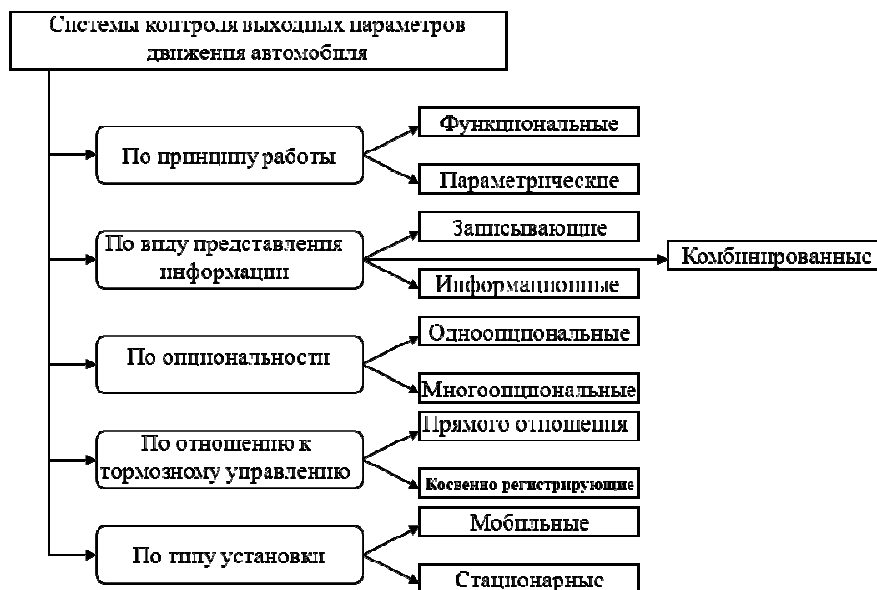 Системы контроля выходных параметров
движения автомобиля
По принципу работы
Функциональные
Параметрические
По виду представления
информации
Записывающие
Информационные
Комбинированные
По опциональности
Одноопциональные
Многоопциональные
По отношению к
тормозному управлению
Прямого отношения
Косвенно регистрирующие
По типу установки
Мобильные
Стационарные